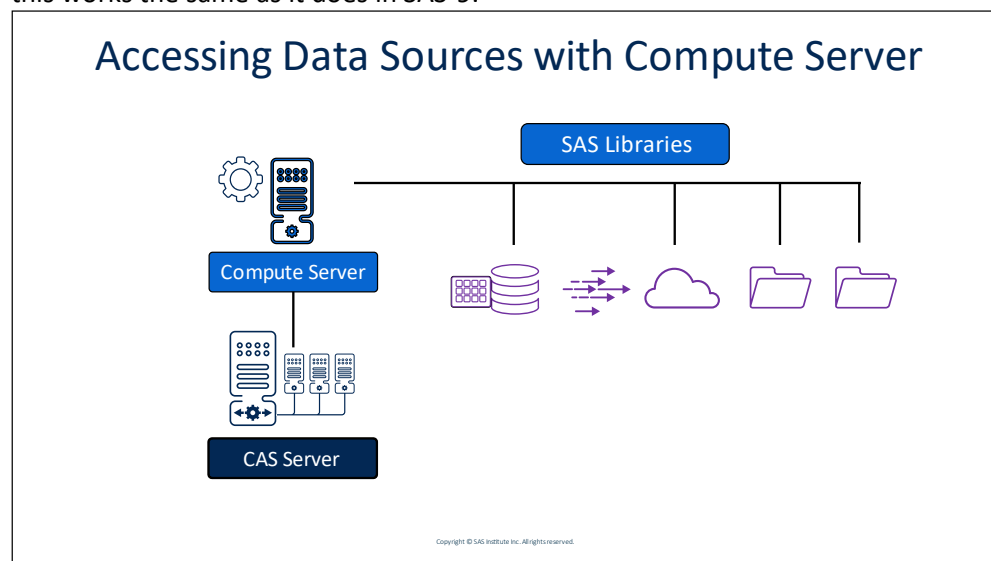 this works the same as it does in SAS 9.
Accessing Data Sources with Compute Server
SAS Libraries
Compute Server
CAS Server
Copyright © SAS Institute Inc. All rights reserved.